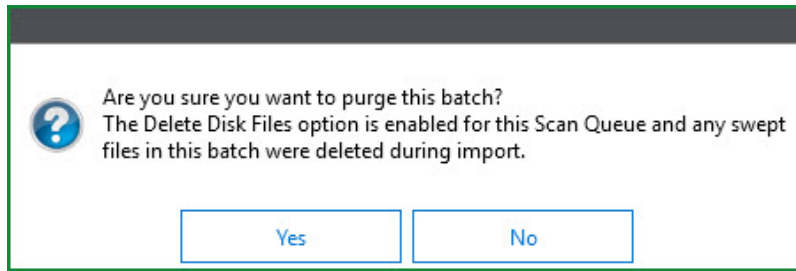 Are you sure you want to purge this batch?
The Delete Disk Files option is enabled for this Scan Queue and any swept
files in this batch were deleted during import.
Yes
No